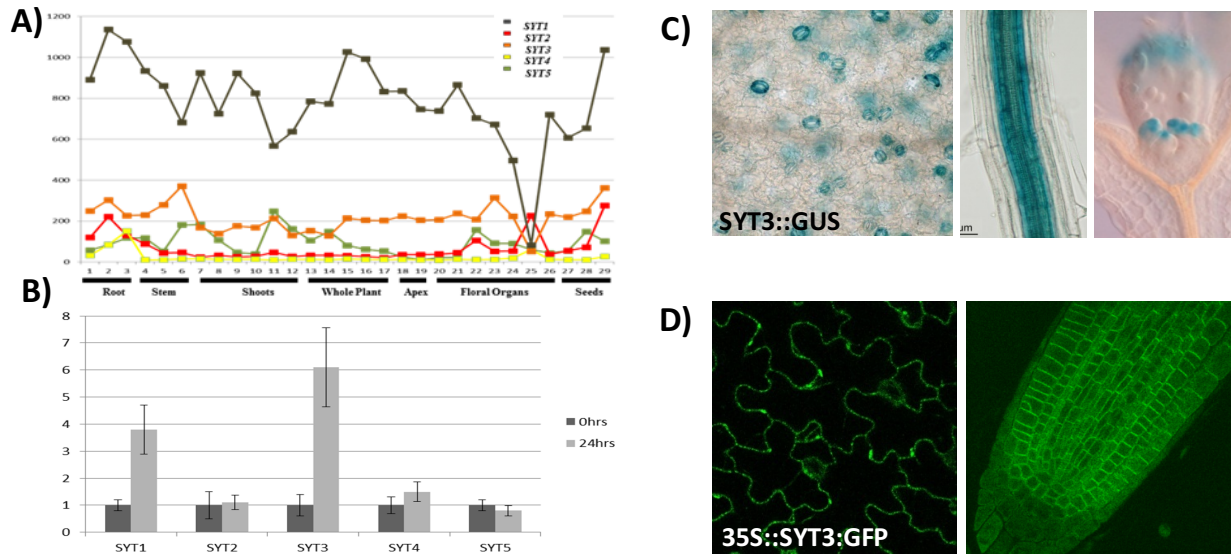 A)
SYT1
SYT2
SYT3
SYT4
SYT5
1200
1000
800
600
400
200
0
1 2 3 4 5 6 7 8 9 10 11 12 13 14 15 16 17 18 19 20 21 22 23 24 25 26 27 28 29
Root Stem Shoots Whole Plant Apex Floral Organs Seeds
B)
8
7
6
5
4
3
2
1
0
0hrs
24hrs
SYT1 SYT2 SYT3 SYT4 SYT5
C)
SYT3::GUS
D)
35S::SYT3:GFP